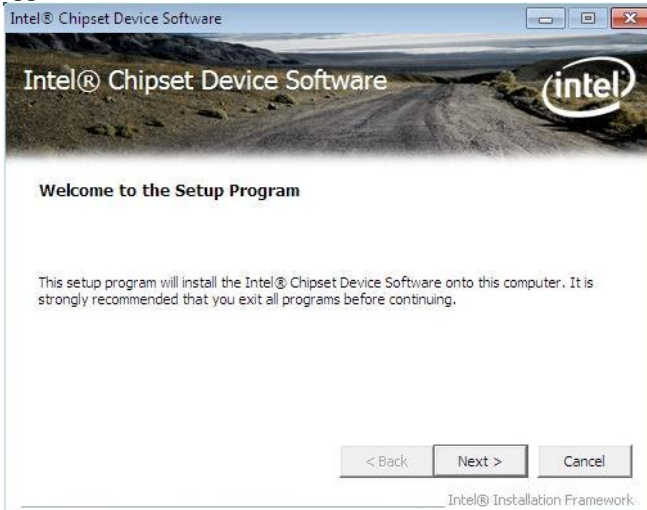 Intel® Chipset Device Software
Intel® Chipset Device Software
intel
Welcome to the Setup Program
This setup program will install the Intel® Chipset Device Software onto this computer. It is
strongly recommended that you exit all programs before continuing.
< Back Next > Cancel
Intel® Installation Framework